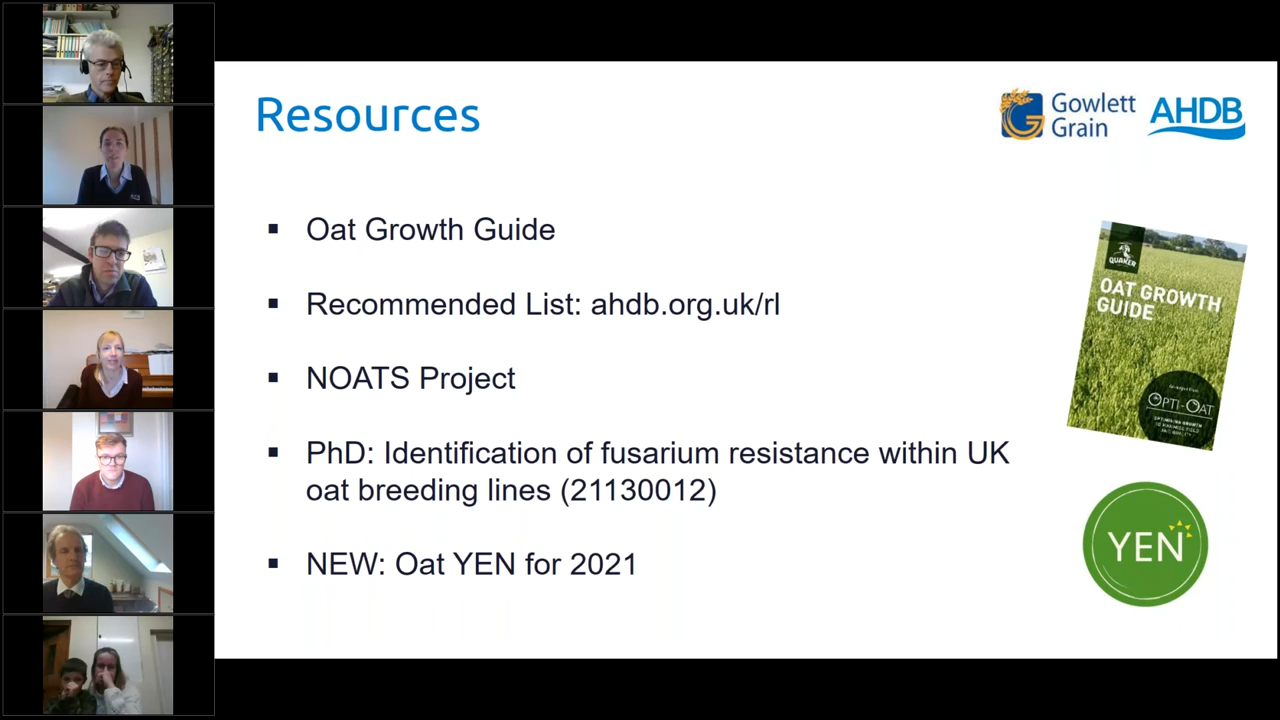 Resources
Gowlett
Grain
AHDB
Oat Growth Guide
Recommended List: ahdb.org.uk/rl
NOATS Project
PhD: Identification of fusarium resistance within UK
oat breeding lines (21130012)
NEW: Oat YEN for 2021
QUAKER
OAT GROWTH
GUIDE
OPTI-OAT
OPTIMISING GROWTH
YEN